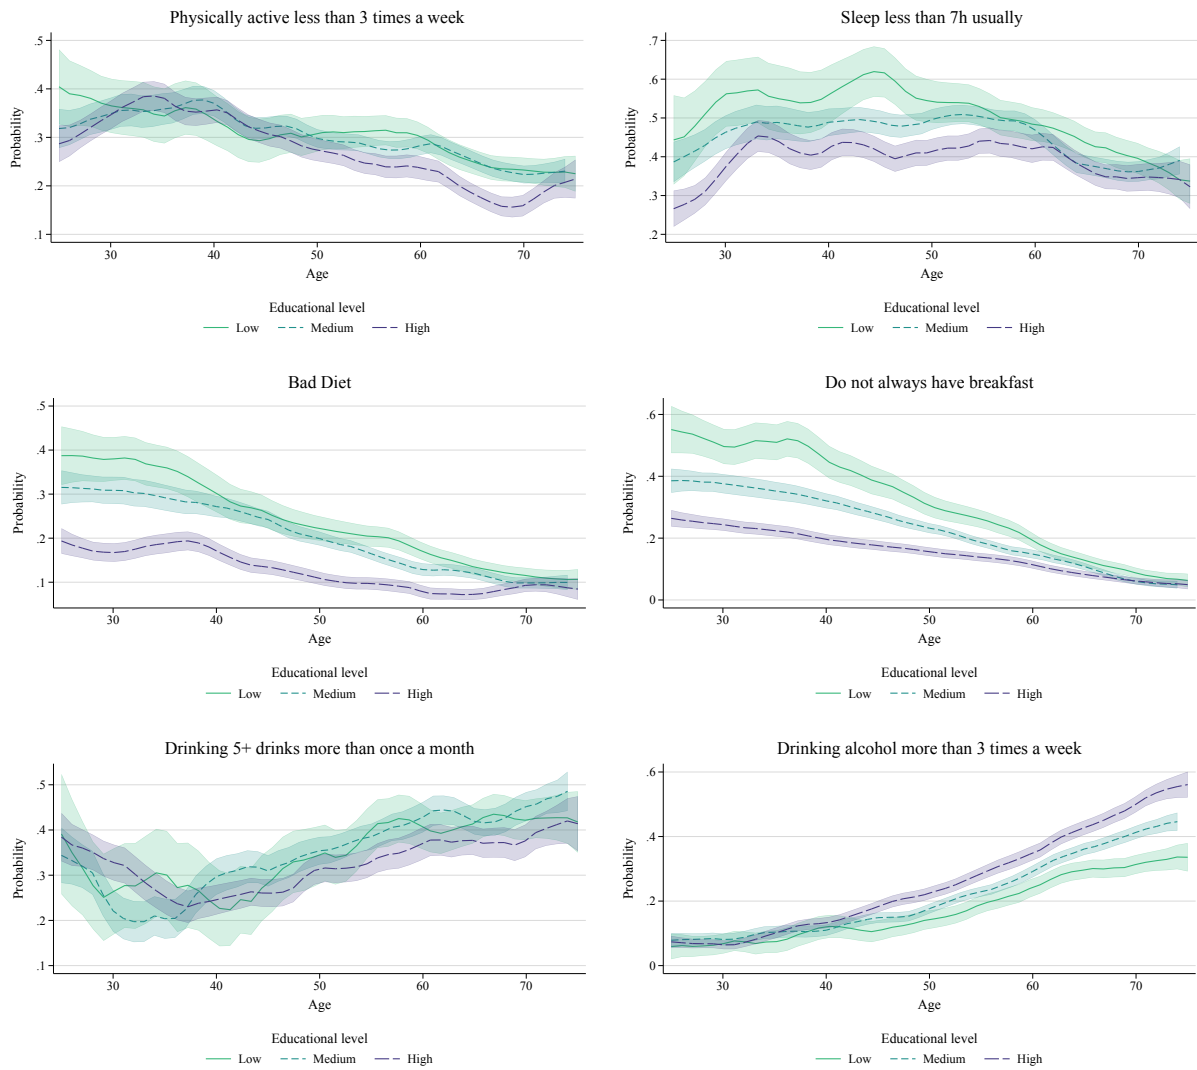 Physically active less than 3 times a week
Probability
.5
.4
.3
.2
.1
30 40 50 60 70
Age
Educational level
Low Medium High
Sleep less than 7h usually
Probability
.7
.6
.5
.4
.3
.2
30 40 50 60 70
Age
Educational level
Low Medium High
Bad Diet
Probability
.5
.4
.3
.2
.1
30 40 50 60 70
Age
Educational level
Low Medium High
Do not always have breakfast
Probability
.6
.4
.2
0
30 40 50 60 70
Age
Educational level
Low Medium High
Drinking 5+ drinks more than once a month
Probability
.5
.4
.3
.2
.1
30 40 50 60 70
Age
Educational level
Low Medium High
Drinking alcohol more than 3 times a week
Probability
.6
.4
.2
0
30 40 50 60 70
Age
Educational level
Low Medium High